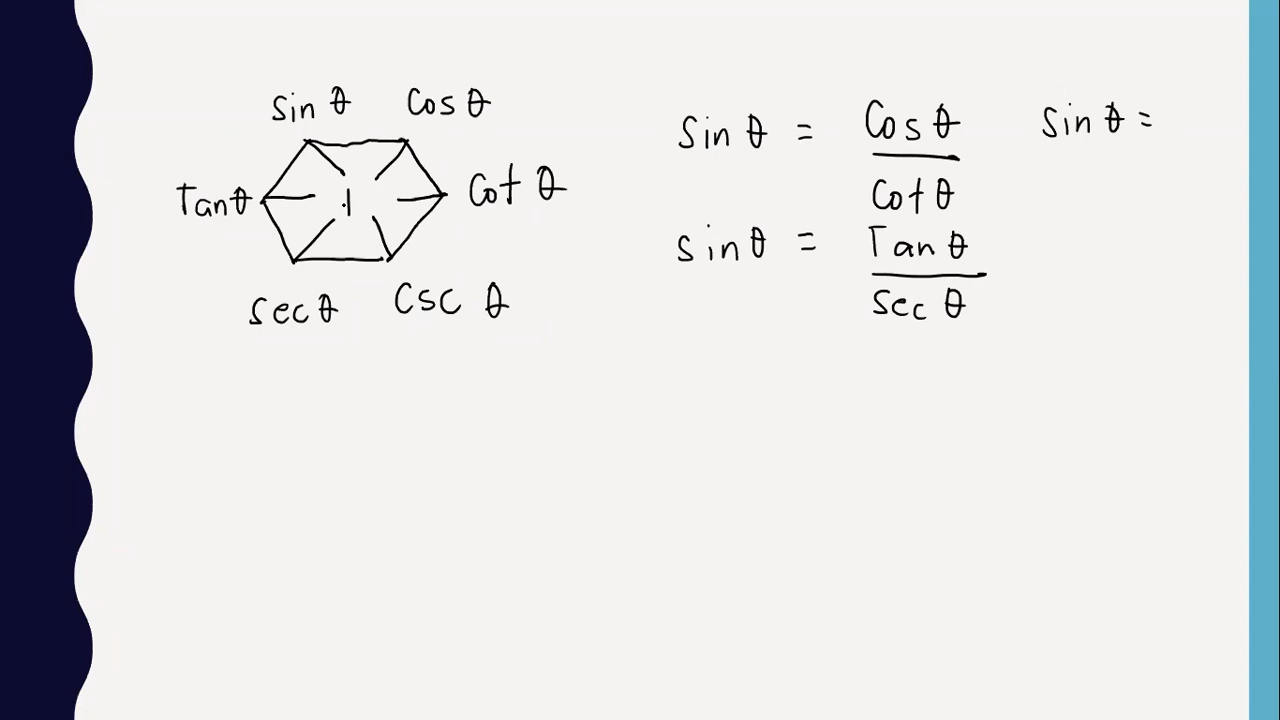 Sin θ Cos θ
Tan θ 1 Cot θ
Sec θ Csc θ
Sin θ = Cos θ / Cot θ
Sin θ = Tan θ / Sec θ
Sin θ =